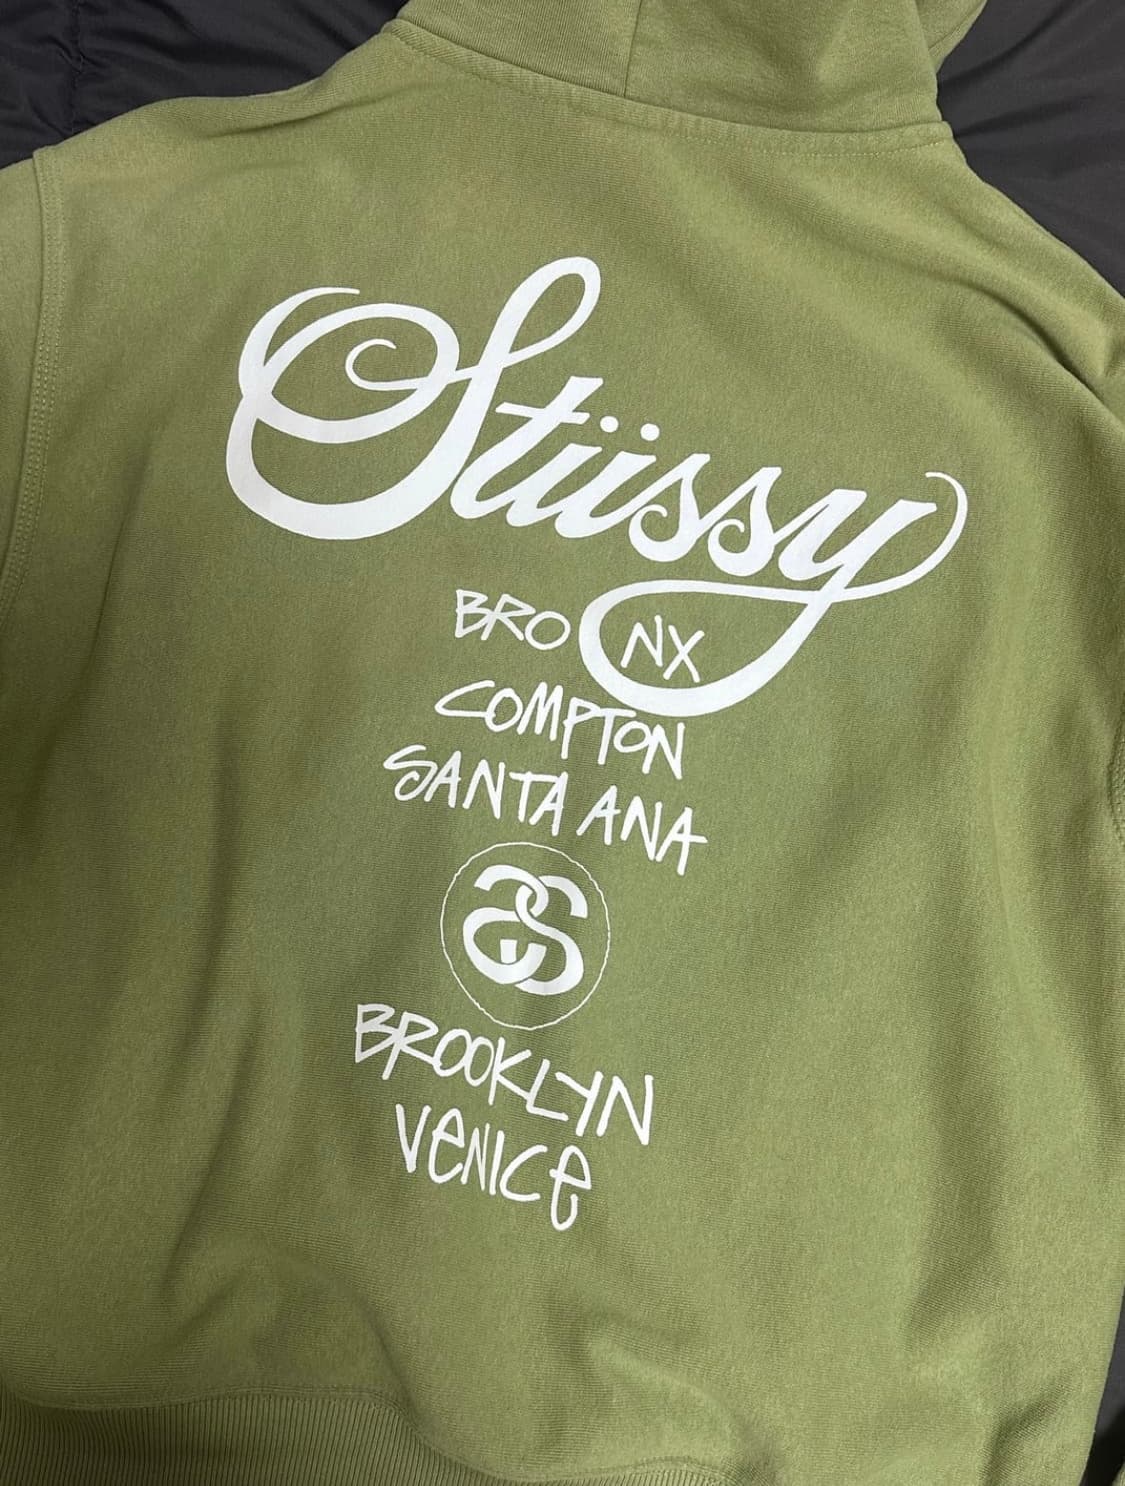 Stüssy
BRONX
COMPTON
SANTA ANA
SS
BROOKLYN
VENICE